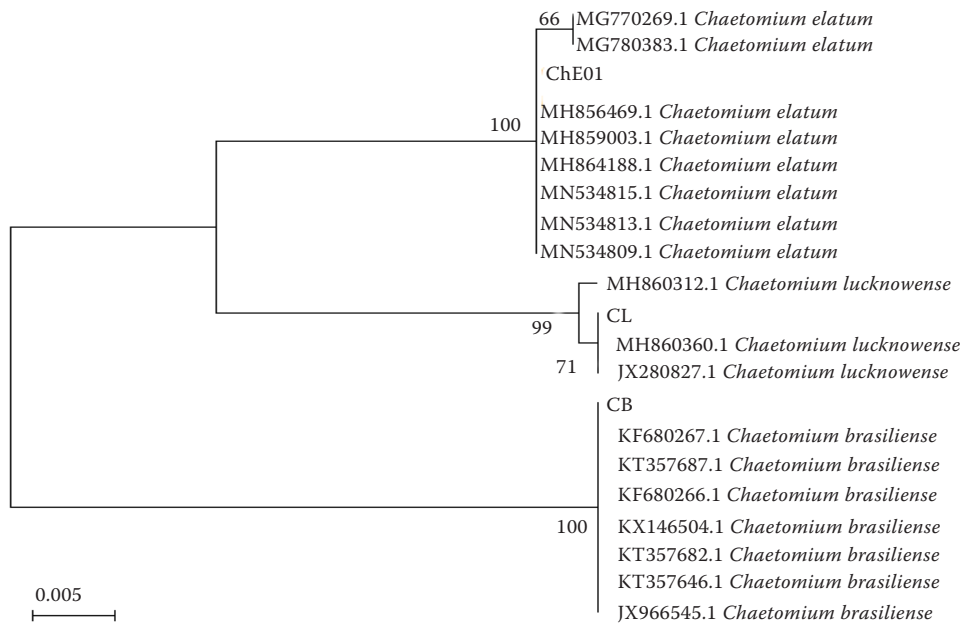 66
MG770269.1 Chaetomium elatum
MG780383.1 Chaetomium elatum
ChE01
MH856469.1 Chaetomium elatum
100
MH859003.1 Chaetomium elatum
MH864188.1 Chaetomium elatum
MN534815.1 Chaetomium elatum
MN534813.1 Chaetomium elatum
MN534809.1 Chaetomium elatum
MH860312.1 Chaetomium lucknowense
CL
99
MH860360.1 Chaetomium lucknowense
71
JX280827.1 Chaetomium lucknowense
CB
KF680267.1 Chaetomium brasiliense
KT357687.1 Chaetomium brasiliense
KF680266.1 Chaetomium brasiliense
100
KX146504.1 Chaetomium brasiliense
KT357682.1 Chaetomium brasiliense
KT357646.1 Chaetomium brasiliense
0.005
JX966545.1 Chaetomium brasiliense